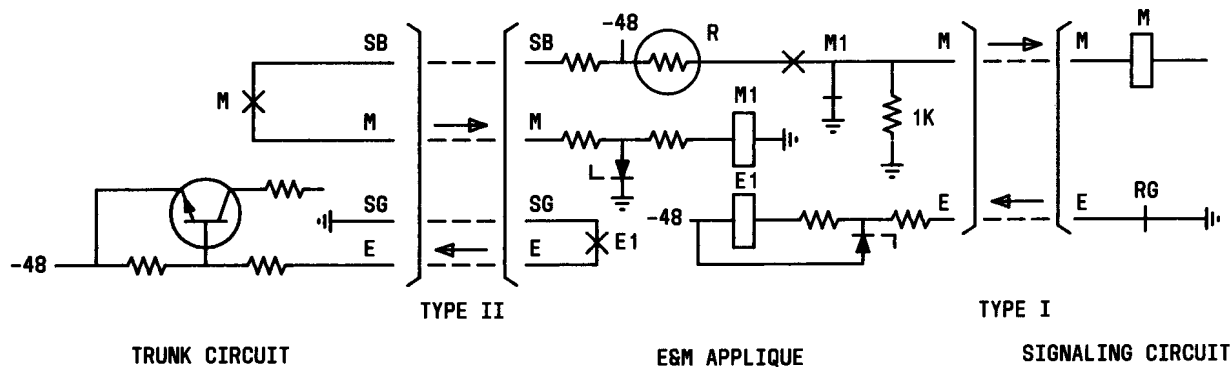 -48 R M1 M
SB SB M M
M
M M M1 1K
E1
SG SG -48 E E RG
-48 E E E1
TYPE II TYPE I
TRUNK CIRCUIT E&M APPLIQUE SIGNALING CIRCUIT